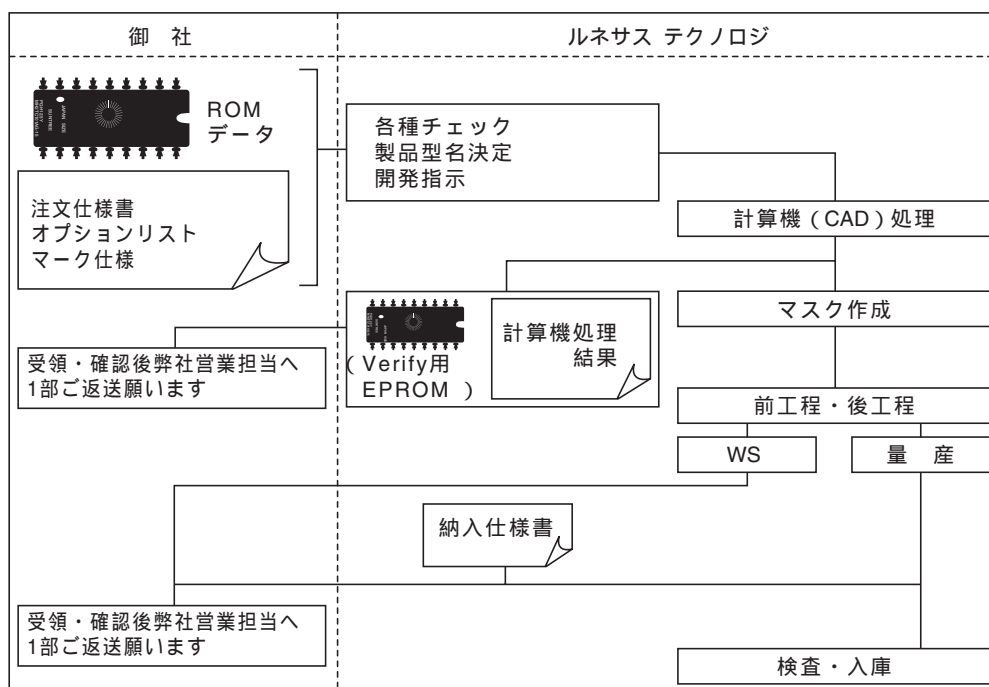 御 社
ルネサス テクノロジ
ROM
データ
注文仕様書
オプションリスト
マーク仕様
各種チェック
製品型名決定
開発指示
計算機(CAD)処理
マスク作成
(Verify用
EPROM )
計算機処理
結果
受領・確認後弊社営業担当へ
1部ご返送願います
前工程・後工程
WS
量 産
納入仕様書
受領・確認後弊社営業担当へ
1部ご返送願います
検査・入庫